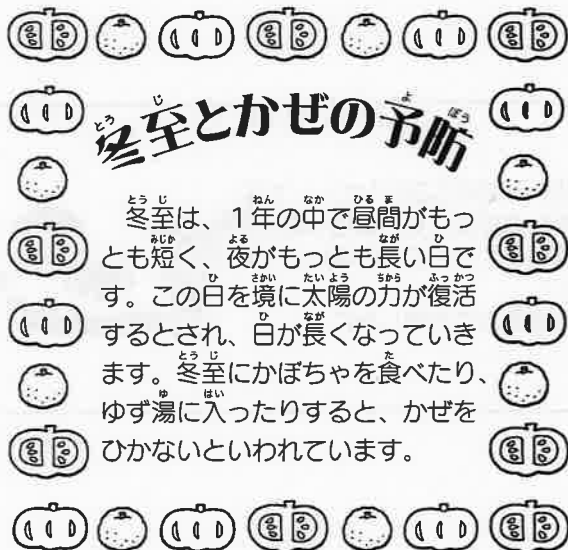 冬至とかぜの予防
冬至は、1年の中で昼間がもっ
とも短く、夜がもっとも長い日で
す。この日を境に太陽の力が復活
するとされ、日が長くなっていき
ます。冬至にかぼちゃを食べたり、
ゆず湯に入ったりすると、かぜを
ひかないといわれています。